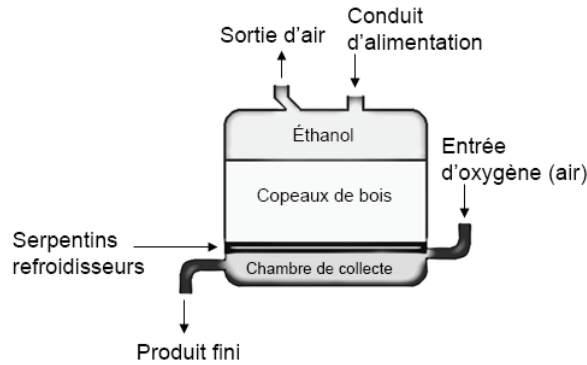 Sortie d'air
Conduit
d'alimentation
Éthanol
Entrée
d'oxygène (air)
Copeaux de bois
Serpentins
refroidisseurs
Chambre de collecte
Produit fini